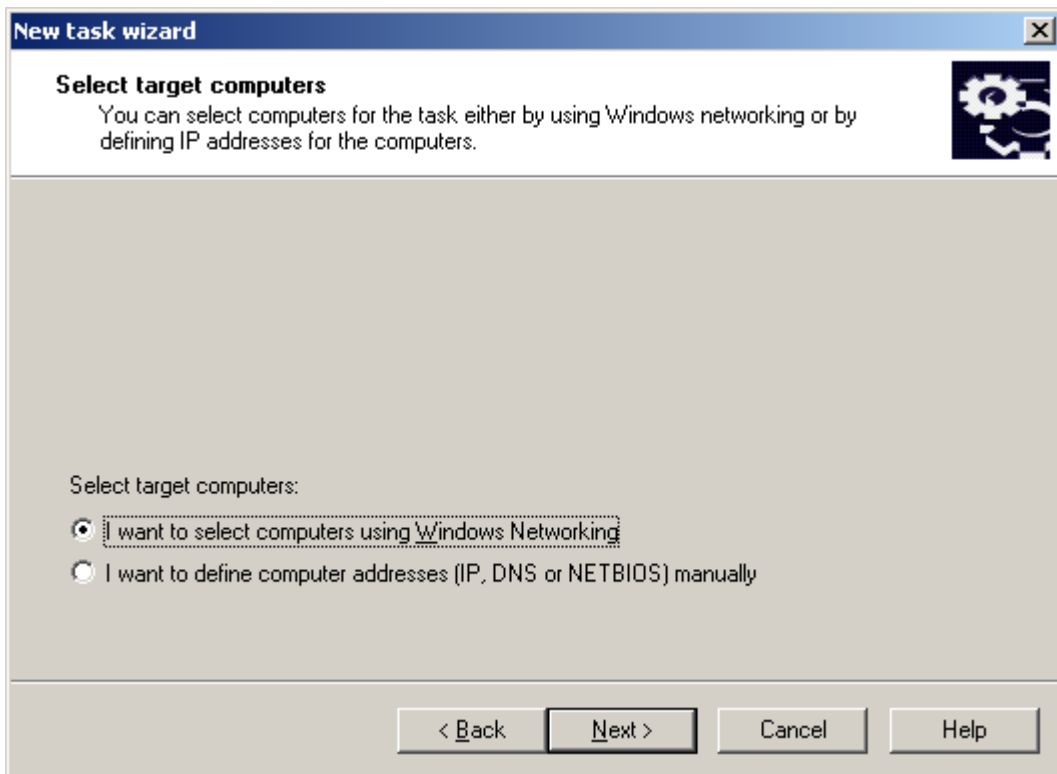 New task wizard
Select target computers
You can select computers for the task either by using Windows networking or by
defining IP addresses for the computers.
Select target computers:
I want to select computers using Windows Networking
I want to define computer addresses (IP, DNS or NETBIOS) manually
< Back Next > Cancel Help